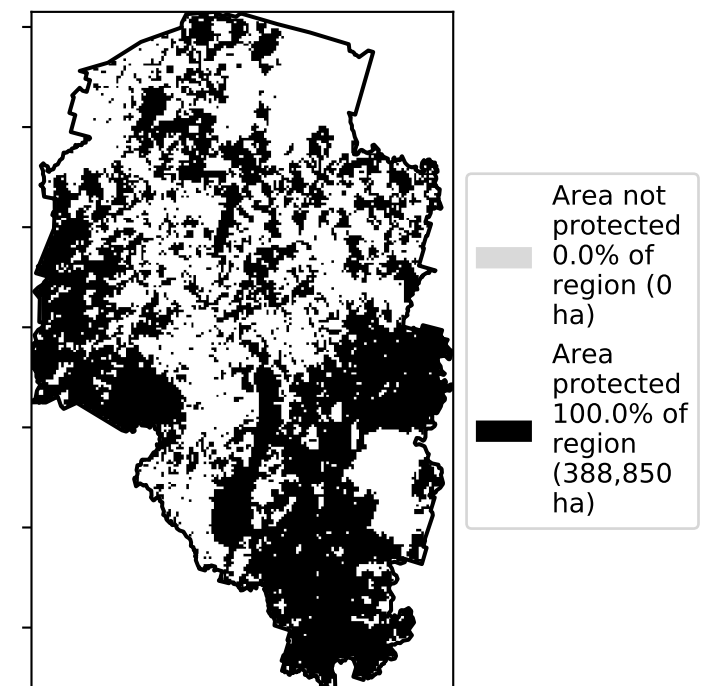 Area not
protected
0.0% of
region (0
ha)
Area
protected
100.0% of
region
(388,850
ha)